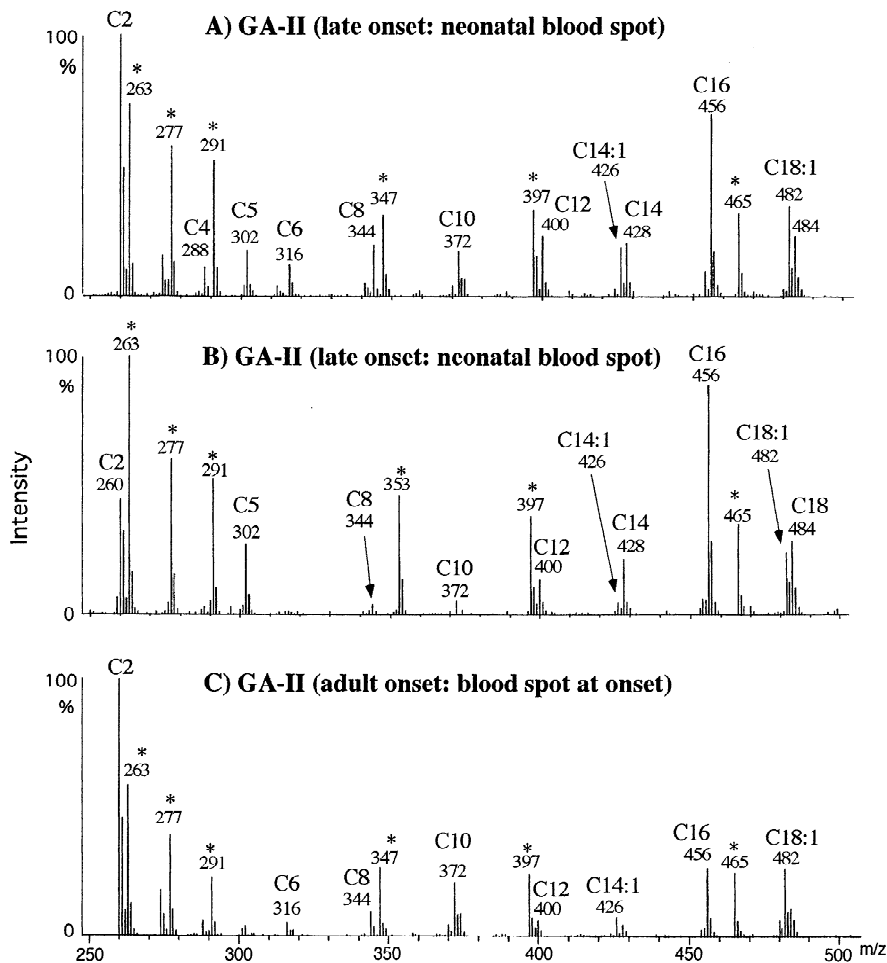 A) GA-II (late onset: neonatal blood spot)
C2
100
%
*
263
*
277
*
291
C4
288
C5
302
C6
316
C8
344
*
347
C10
372
*
397
C12
400
C14:1
426
C14
428
C16
456
*
465
C18:1
482
484
0
B) GA-II (late onset: neonatal blood spot)
100
%
*
263
C2
260
*
277
*
291
C5
302
C8
344
*
353
C10
372
*
397
C12
400
C14:1
426
C14
428
C16
456
*
465
C18:1
482
C18
484
0
Intensity
C) GA-II (adult onset: blood spot at onset)
C2
100
%
*
263
*
277
*
291
C6
316
C8
344
*
347
C10
372
*
397
C12
400
C14:1
426
C16
456
*
465
C18:1
482
0
250 300 350 400 450 500 m/z